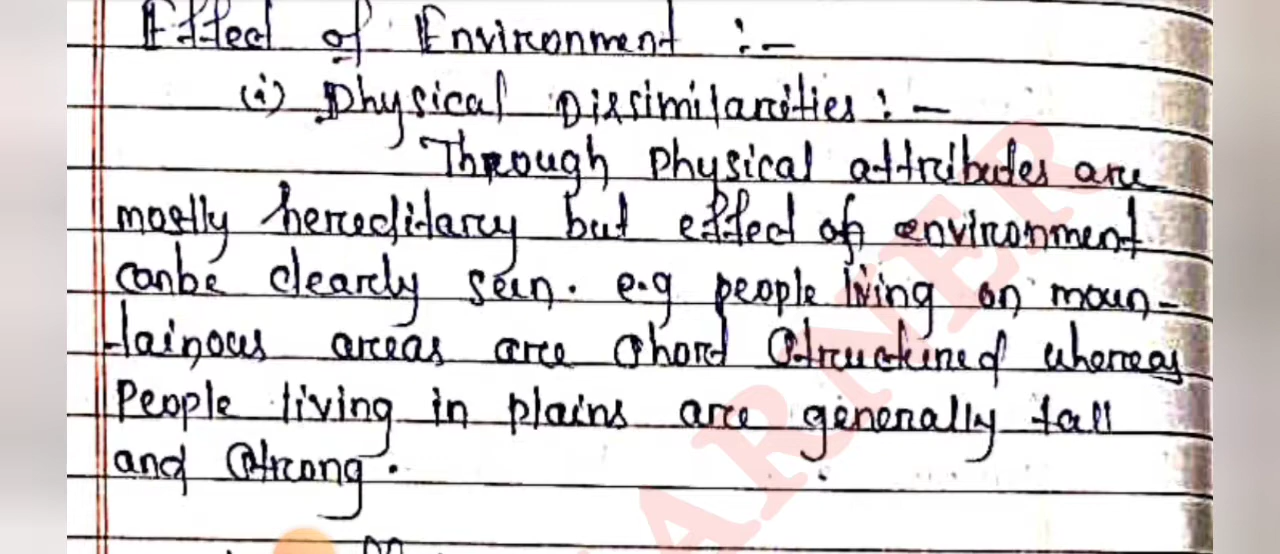 Effect of Environment :-
(i) Physical Dissimilarities :-
Through physical attributes are
mostly hereditary but effect of environment
canbe clearly seen. e.g people living on moun-
tainous areas are short structured whereas
People living in plains are generally tall
and strong.
ARNER